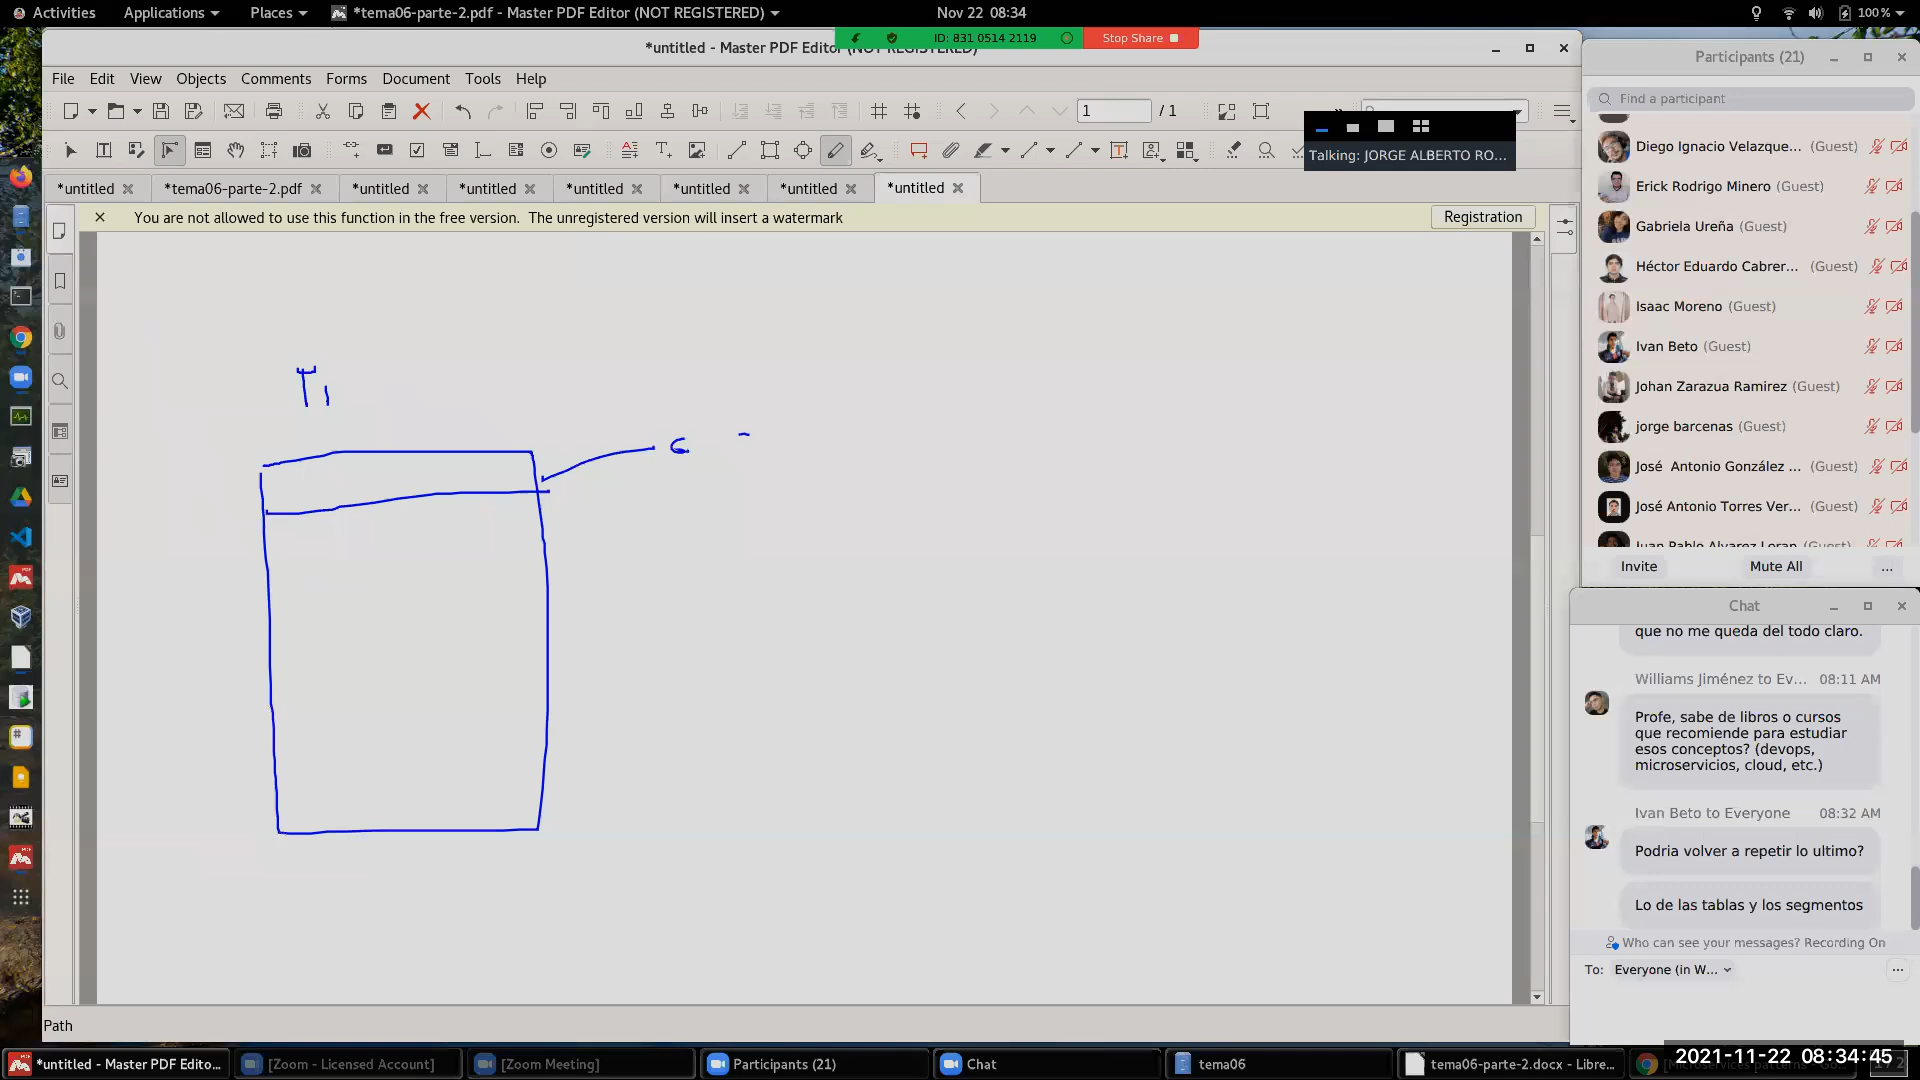 Activities Applications Places *tema06-parte-2.pdf - Master PDF Editor (NOT REGISTERED) Nov 22 08:34 100%
*untitled - Master PDF Editor (NOT REGISTERED)
ID: 831 0514 2119 Stop Share
File Edit View Objects Comments Forms Document Tools Help
1 / 1
Talking: JORGE ALBERTO RO...
*untitled *tema06-parte-2.pdf *untitled *untitled *untitled *untitled *untitled *untitled
You are not allowed to use this function in the free version. The unregistered version will insert a watermark
Registration
T1
6 -
Path
Participants (21)
Find a participant
Diego Ignacio Velazque... (Guest)
Erick Rodrigo Minero (Guest)
Gabriela Ureña (Guest)
Héctor Eduardo Cabrer... (Guest)
Isaac Moreno (Guest)
Ivan Beto (Guest)
Johan Zarazua Ramirez (Guest)
jorge barcenas (Guest)
José Antonio González ... (Guest)
José Antonio Torres Ver... (Guest)
Juan Pablo Alvarez Loran (Guest)
Invite Mute All ...
Chat
que no me queda del todo claro.
Williams Jiménez to Ev... 08:11 AM
Profe, sabe de libros o cursos
que recomiende para estudiar
esos conceptos? (devops,
microservicios, cloud, etc.)
Ivan Beto to Everyone 08:32 AM
Podria volver a repetir lo ultimo?
Lo de las tablas y los segmentos
Who can see your messages? Recording On
To: Everyone (in W...
*untitled - Master PDF Edito... [Zoom - Licensed Account] [Zoom Meeting] Participants (21) Chat tema06 tema06-parte-2.docx - Libre...
2021-11-22 08:34:45